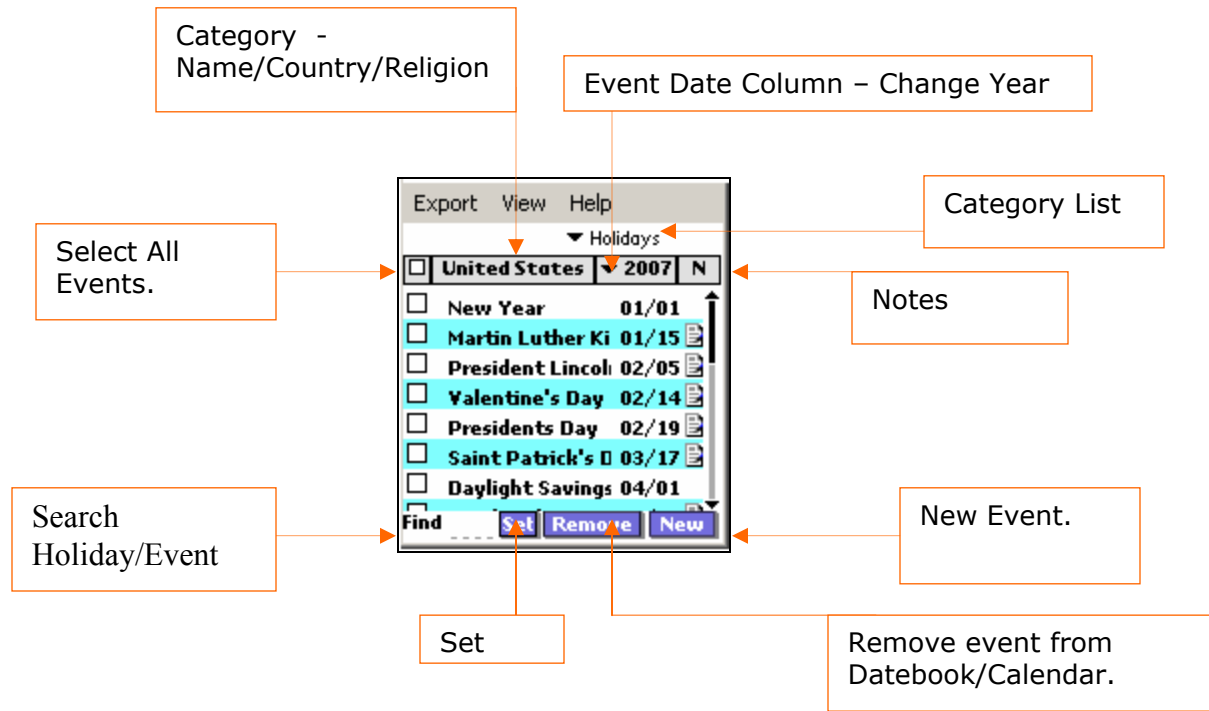 Category -
Name/Country/Religion
Event Date Column – Change Year
Category List
Select All
Events.
Notes
Export View Help
Holidays
United States 2007 N
New Year 01/01
Martin Luther Ki 01/15
President Lincol 02/05
Valentine's Day 02/14
Presidents Day 02/19
Saint Patrick's D 03/17
Daylight Savings 04/01
Find Set Remove New
Search
Holiday/Event
New Event.
Set
Remove event from
Datebook/Calendar.